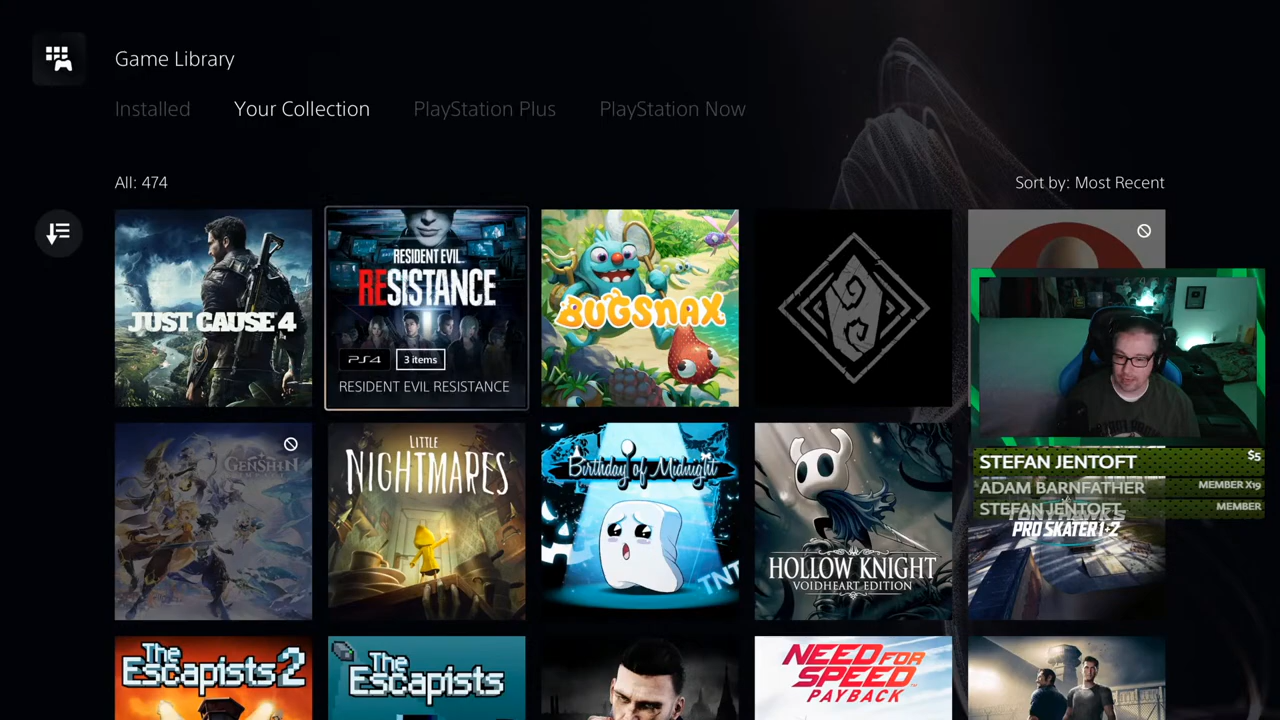 Game Library
Installed
Your Collection
PlayStation Plus
PlayStation Now
All: 474
Sort by: Most Recent
JUST CAUSE 4
RESIDENT EVIL
RESISTANCE
PS4
3 items
RESIDENT EVIL RESISTANCE
BUGSNAX
STEFAN JENTOFT
$5
ADAM BARNFATHER
MEMBER X19
STEFAN JENTOFT
MEMBER
GENSHIN
LITTLE
NIGHTMARES
Birthday of Midnight
TNT
HOLLOW KNIGHT
VOIDHEART EDITION
TONY HAWK'S
PRO SKATER 1+2
The
Escapists 2
The
Escapists
NEED FOR
SPEED
PAYBACK